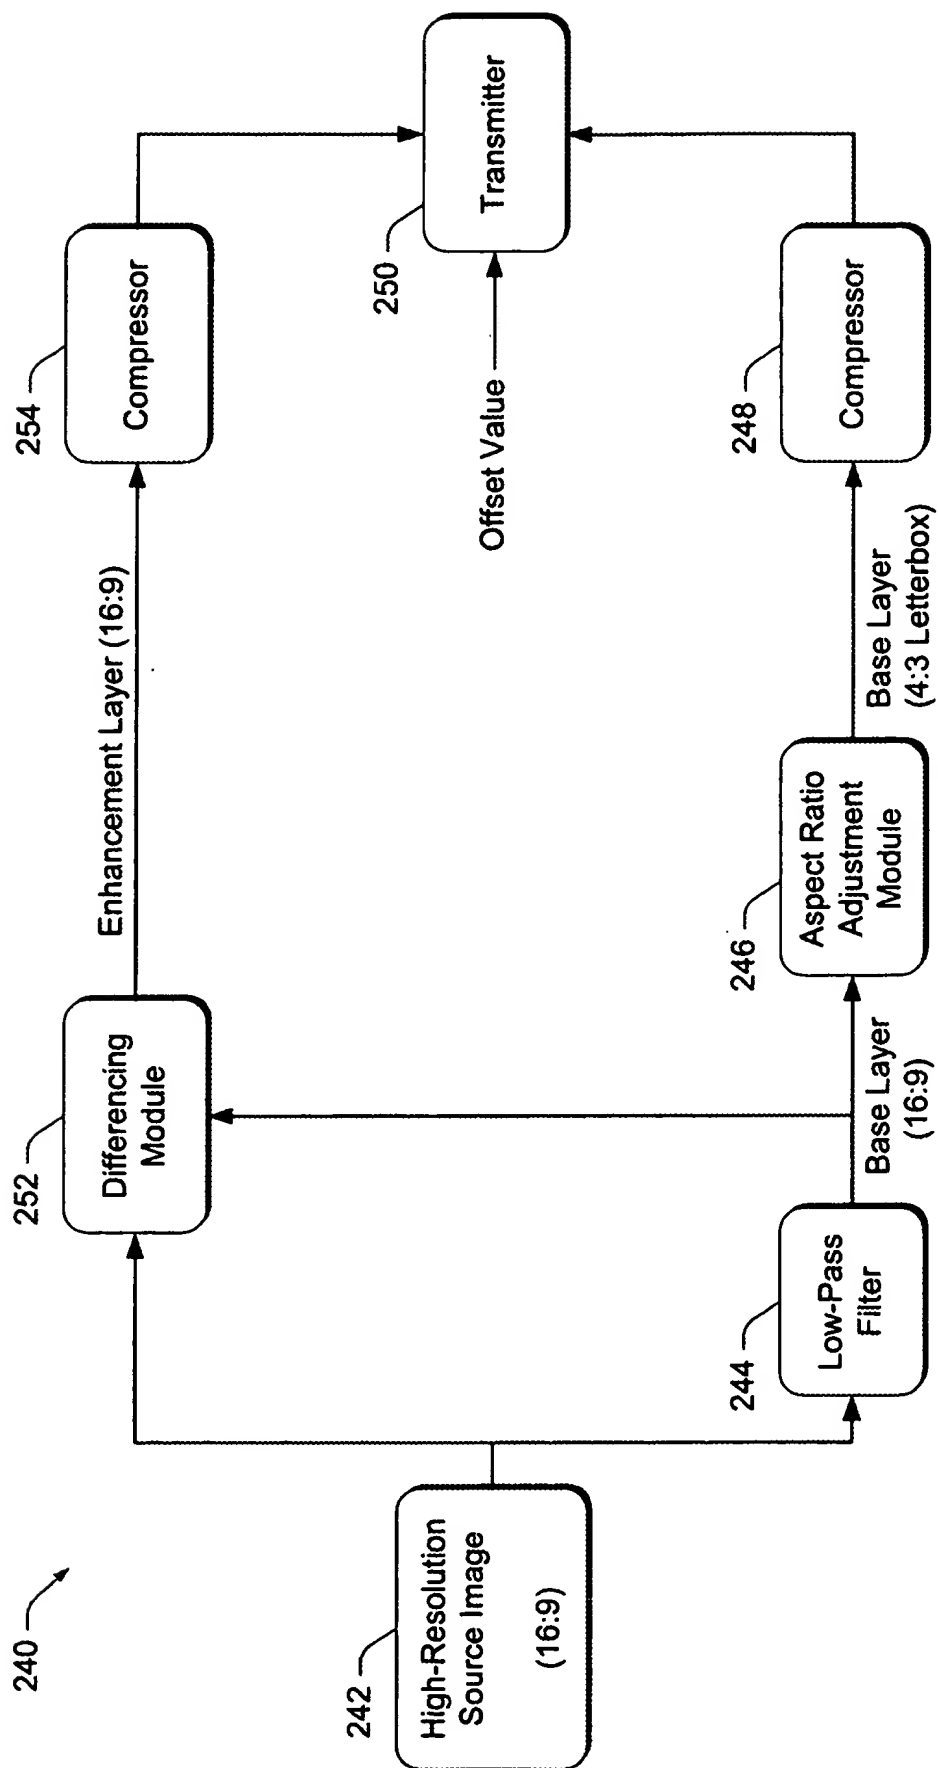 240
242
High-Resolution
Source Image
(16:9)
252
Differencing
Module
Enhancement Layer (16:9)
254
Compressor
244
Low-Pass
Filter
Base Layer
(16:9)
246
Aspect Ratio
Adjustment
Module
Base Layer
(4:3 Letterbox)
248
Compressor
Offset Value
250
Transmitter